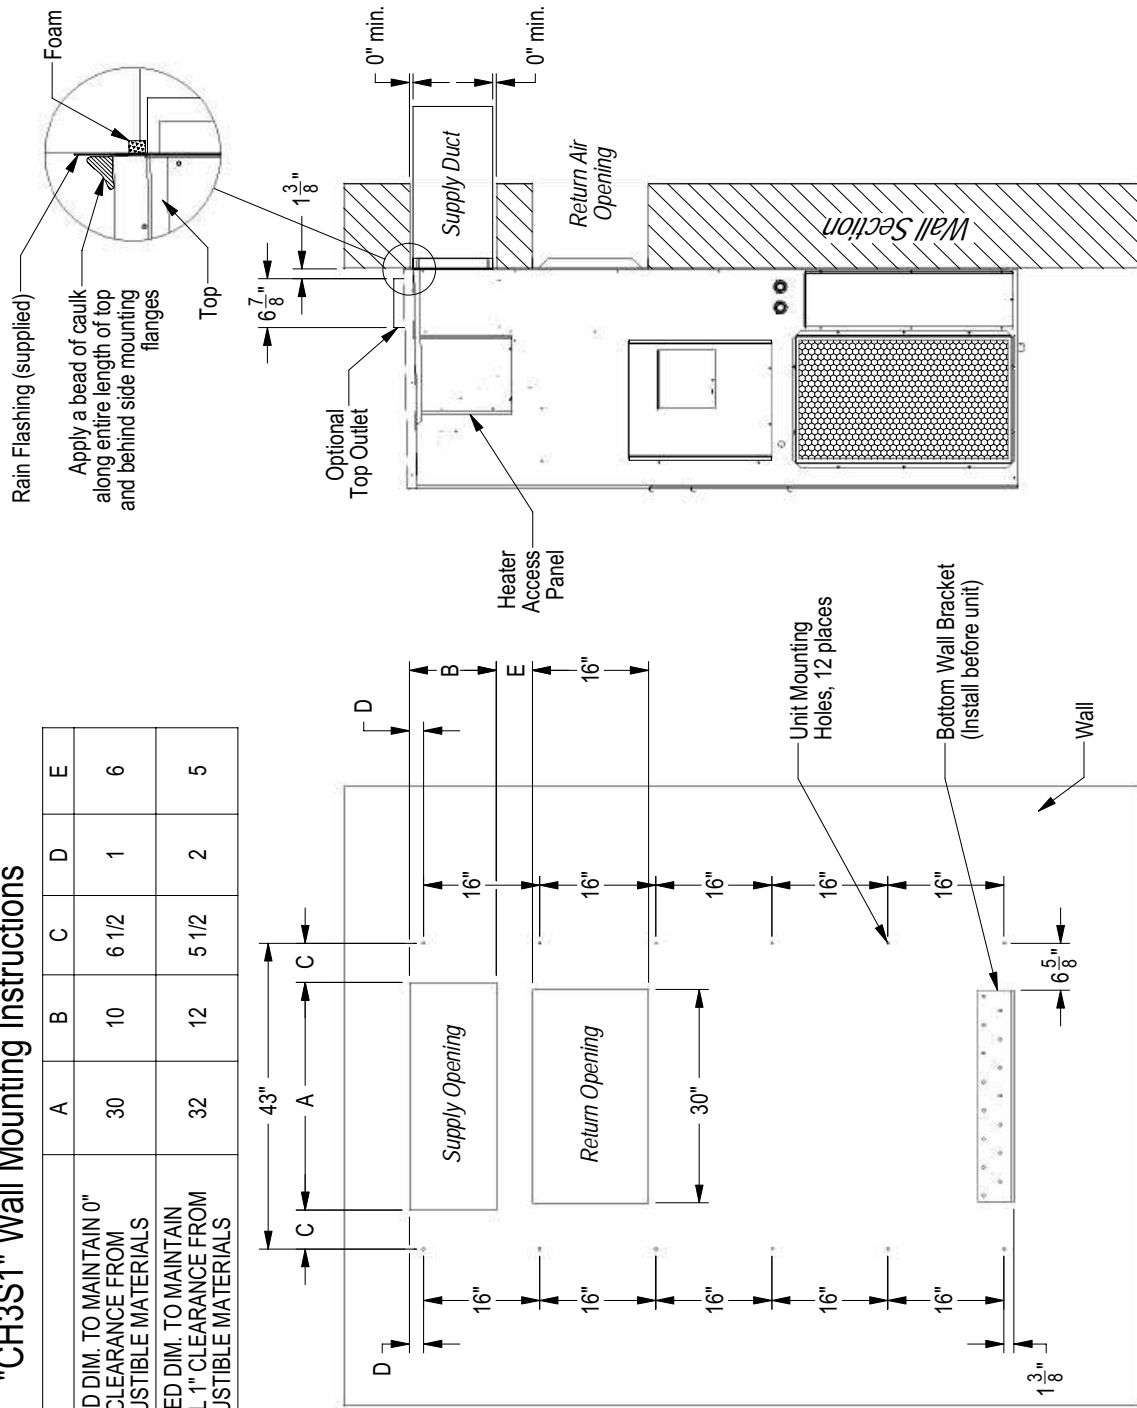 "CH3S1" Wall Mounting Instructions
A B C D E
D DIM. TO MAINTAIN 0"
CLEARANCE FROM
USTIBLE MATERIALS
30 10 6 1/2 1 6
ED DIM. TO MAINTAIN
L 1" CLEARANCE FROM
USTIBLE MATERIALS
32 12 5 1/2 2 5
Rain Flashing (supplied)
Apply a bead of caulk
along entire length of top
and behind side mounting
flanges
Top
Foam
Optional
Top Outlet
6 7/8"
1 3/8"
0" min.
0" min.
Supply Duct
Return Air
Opening
Wall Section
Heater
Access
Panel
43"
C A C
D
B
E
16"
D
Supply Opening
Return Opening
30"
16"
16"
16"
16"
16"
16"
16"
16"
16"
16"
1 3/8"
6 5/8"
Unit Mounting
Holes, 12 places
Bottom Wall Bracket
(Install before unit)
Wall